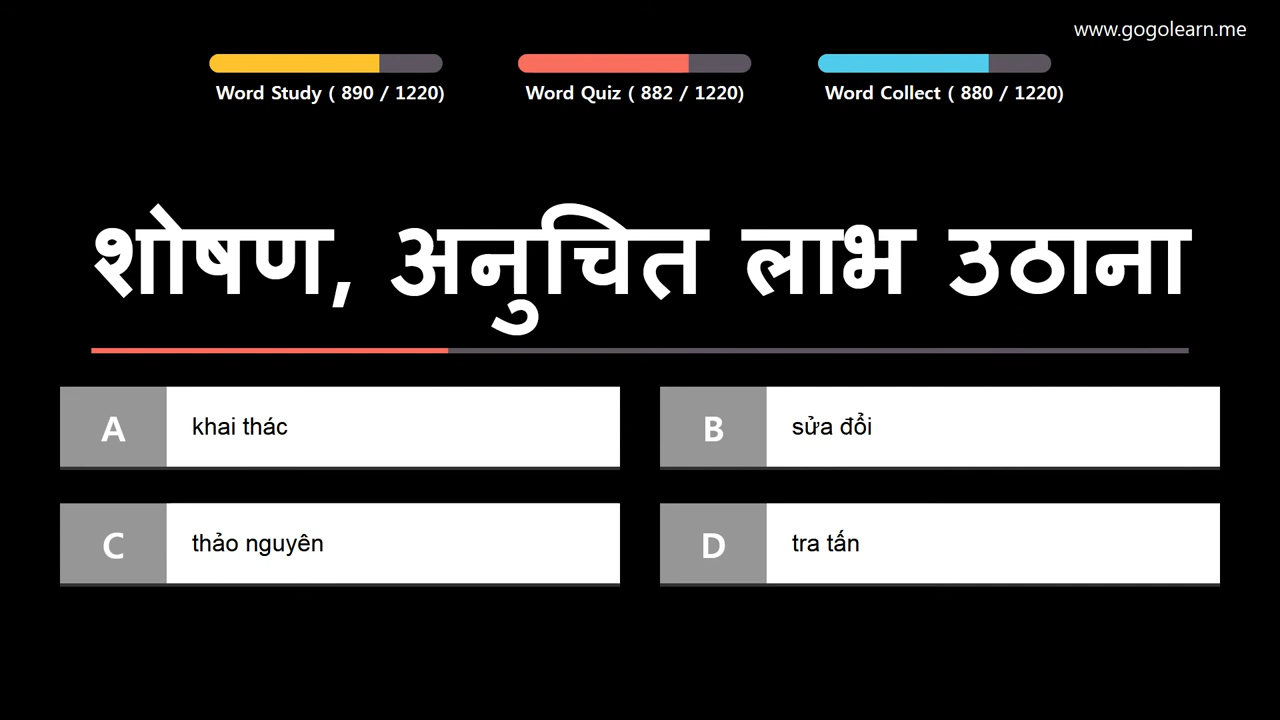 www.gogolearn.me
Word Study ( 890 / 1220)
Word Quiz ( 882 / 1220)
Word Collect ( 880 / 1220)
शोषण, अनुचित लाभ उठाना
A khai thác
B sửa đổi
C thảo nguyên
D tra tấn